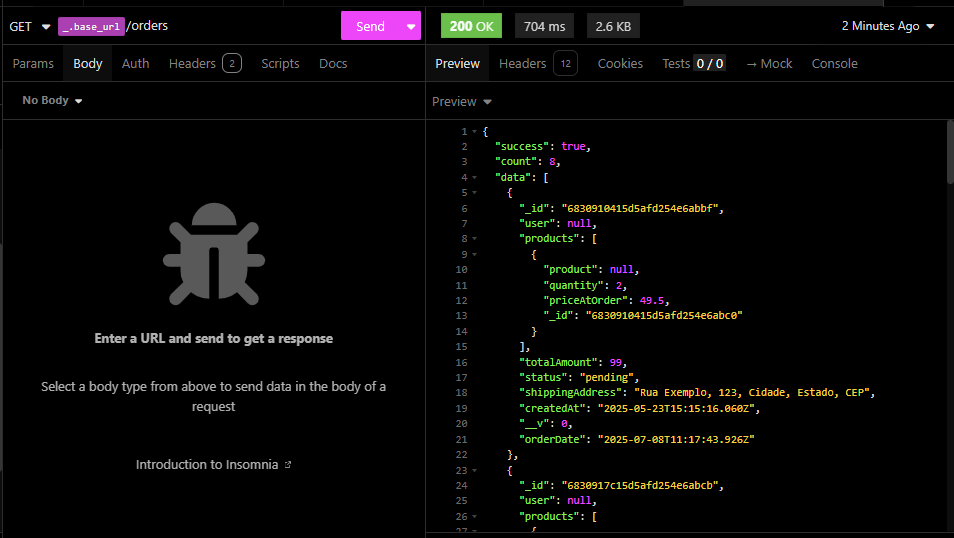 GET _.base_url/orders Send
Params Body Auth Headers 2 Scripts Docs
No Body
Enter a URL and send to get a response
Select a body type from above to send data in the body of a
request
Introduction to Insomnia
200 OK 704 ms 2.6 KB 2 Minutes Ago
Preview Headers 12 Cookies Tests 0 / 0 → Mock Console
Preview
1 {
2 "success": true,
3 "count": 8,
4 "data": [
5 {
6 "_id": "6830910415d5afd254e6abbf",
7 "user": null,
8 "products": [
9 {
10 "product": null,
11 "quantity": 2,
12 "priceAtOrder": 49.5,
13 "_id": "6830910415d5afd254e6abc0"
14 }
15 ],
16 "totalAmount": 99,
17 "status": "pending",
18 "shippingAddress": "Rua Exemplo, 123, Cidade, Estado, CEP",
19 "createdAt": "2025-05-23T15:15:16.060Z",
20 "__v": 0,
21 "orderDate": "2025-07-08T11:17:43.926Z"
22 },
23 {
24 "_id": "6830917c15d5afd254e6abcb",
25 "user": null,
26 "products": [
27 {